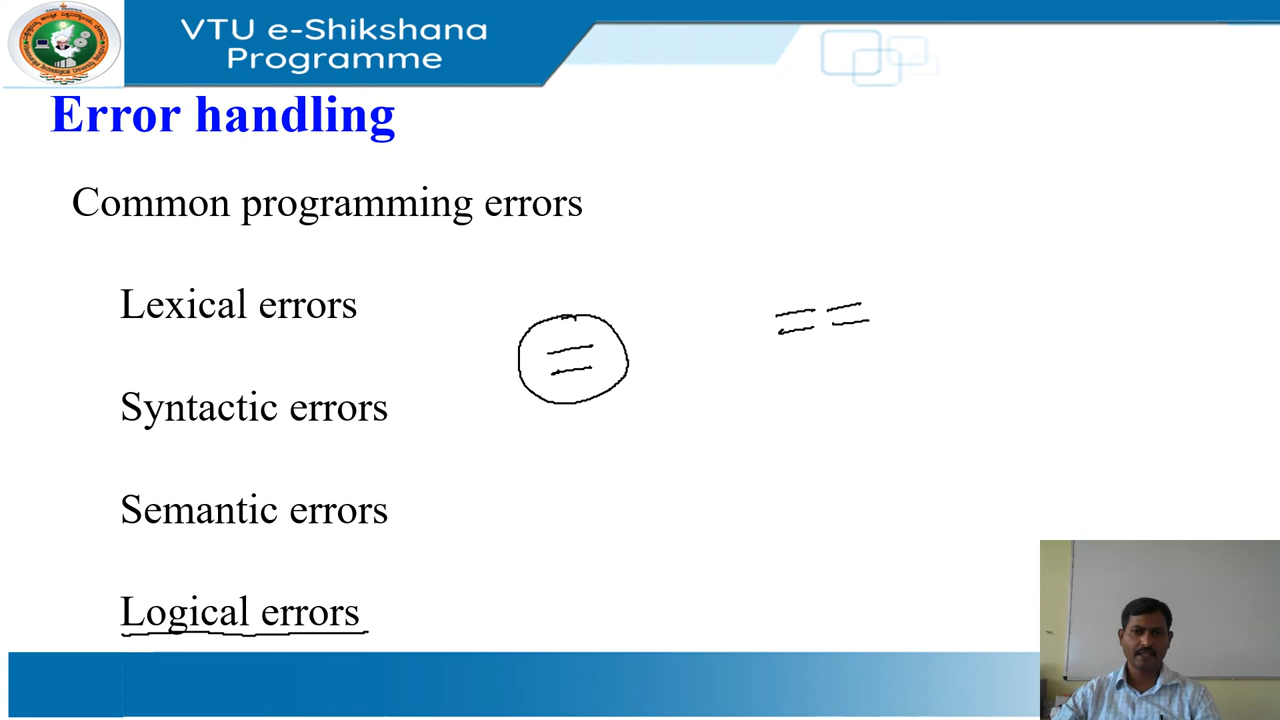 VTU e-Shikshana
Programme
Error handling
Common programming errors
Lexical errors
= ==
Syntactic errors
Semantic errors
Logical errors